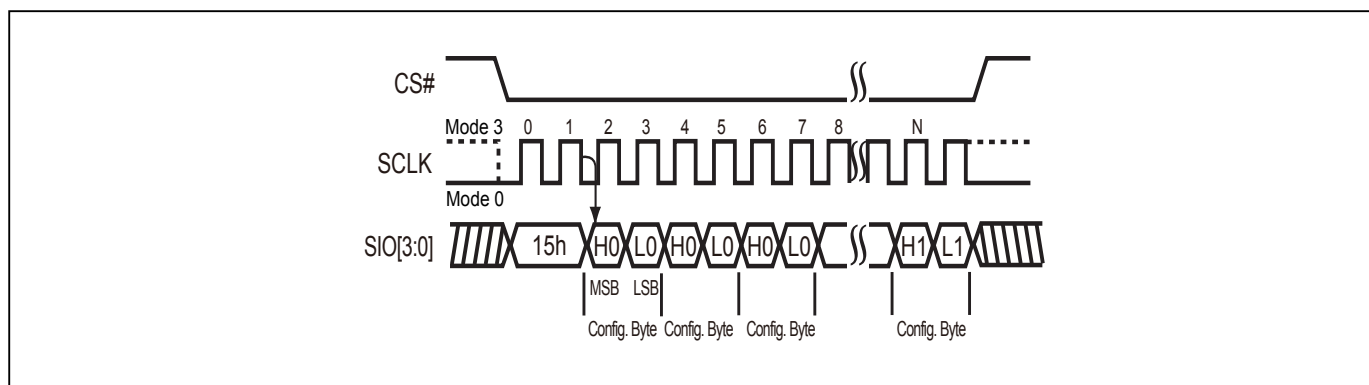 CS#
Mode 3 0 1 2 3 4 5 6 7 8 N
SCLK
Mode 0
SIO[3:0] 15h H0 L0 H0 L0 H0 L0 H1 L1
MSB LSB
Config. Byte Config. Byte Config. Byte Config. Byte